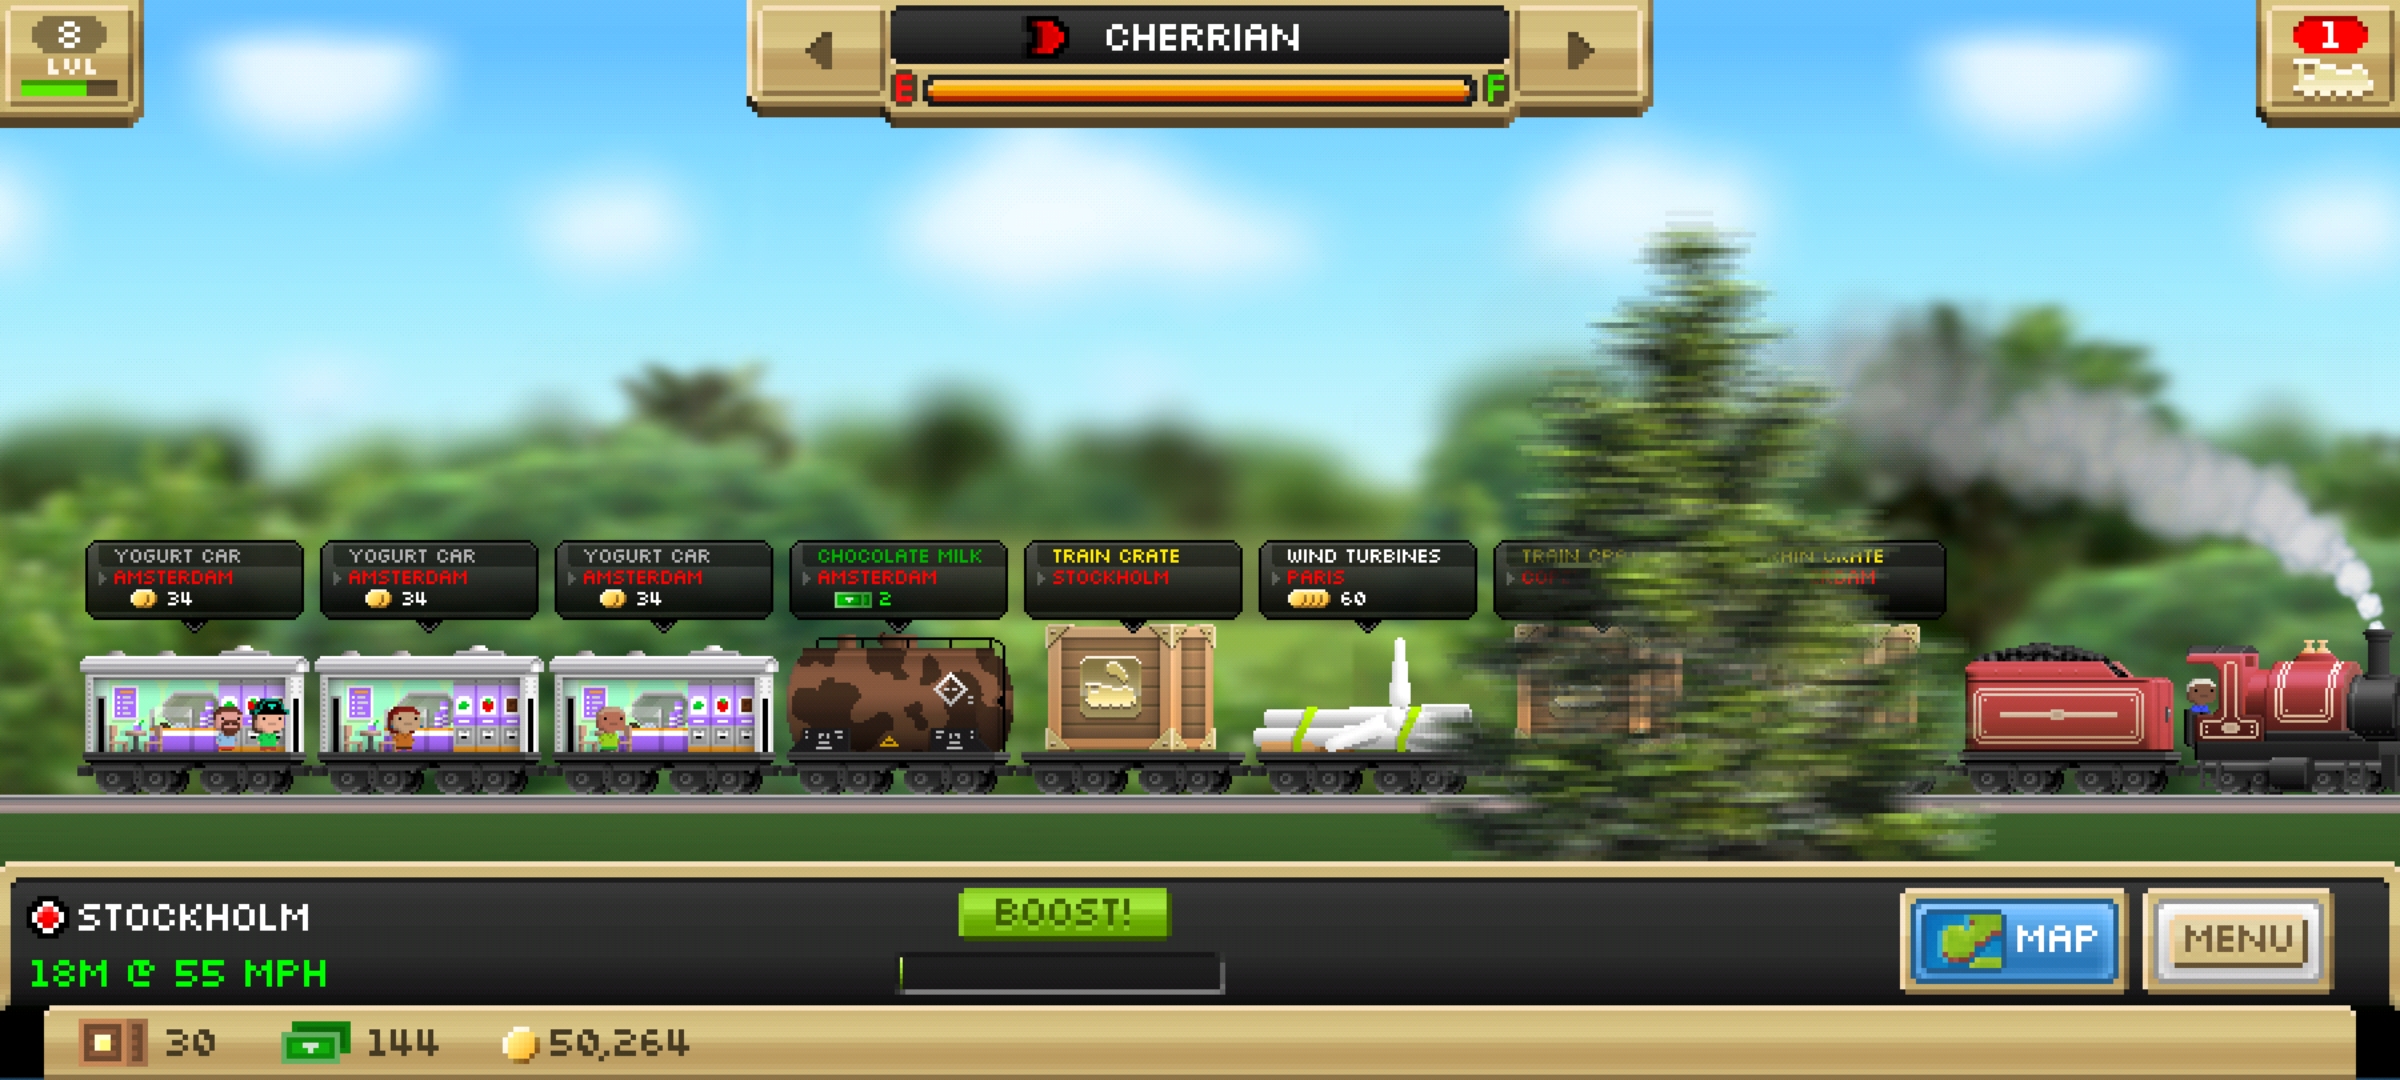 8
LVL
CHERRIAN
E F
1
YOGURT CAR
AMSTERDAM
34
YOGURT CAR
AMSTERDAM
34
YOGURT CAR
AMSTERDAM
34
CHOCOLATE MILK
AMSTERDAM
2
TRAIN CRATE
STOCKHOLM
WIND TURBINES
PARIS
60
TRAIN
CRATE
STOCKHOLM
18M @ 55 MPH
BOOST!
MAP
MENU
30
144
50,264